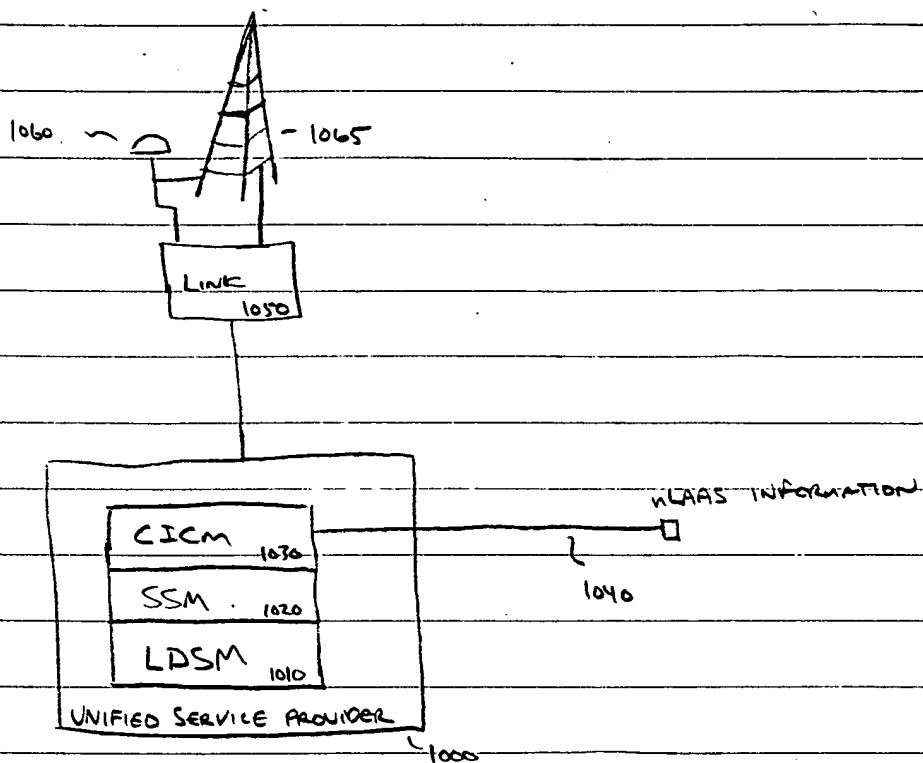 1060
1065
LINK
1050
nLAAS INFORMATION
CICM
1030
1040
SSM
1020
LDSM
1010
UNIFIED SERVICE PROVIDER
1000